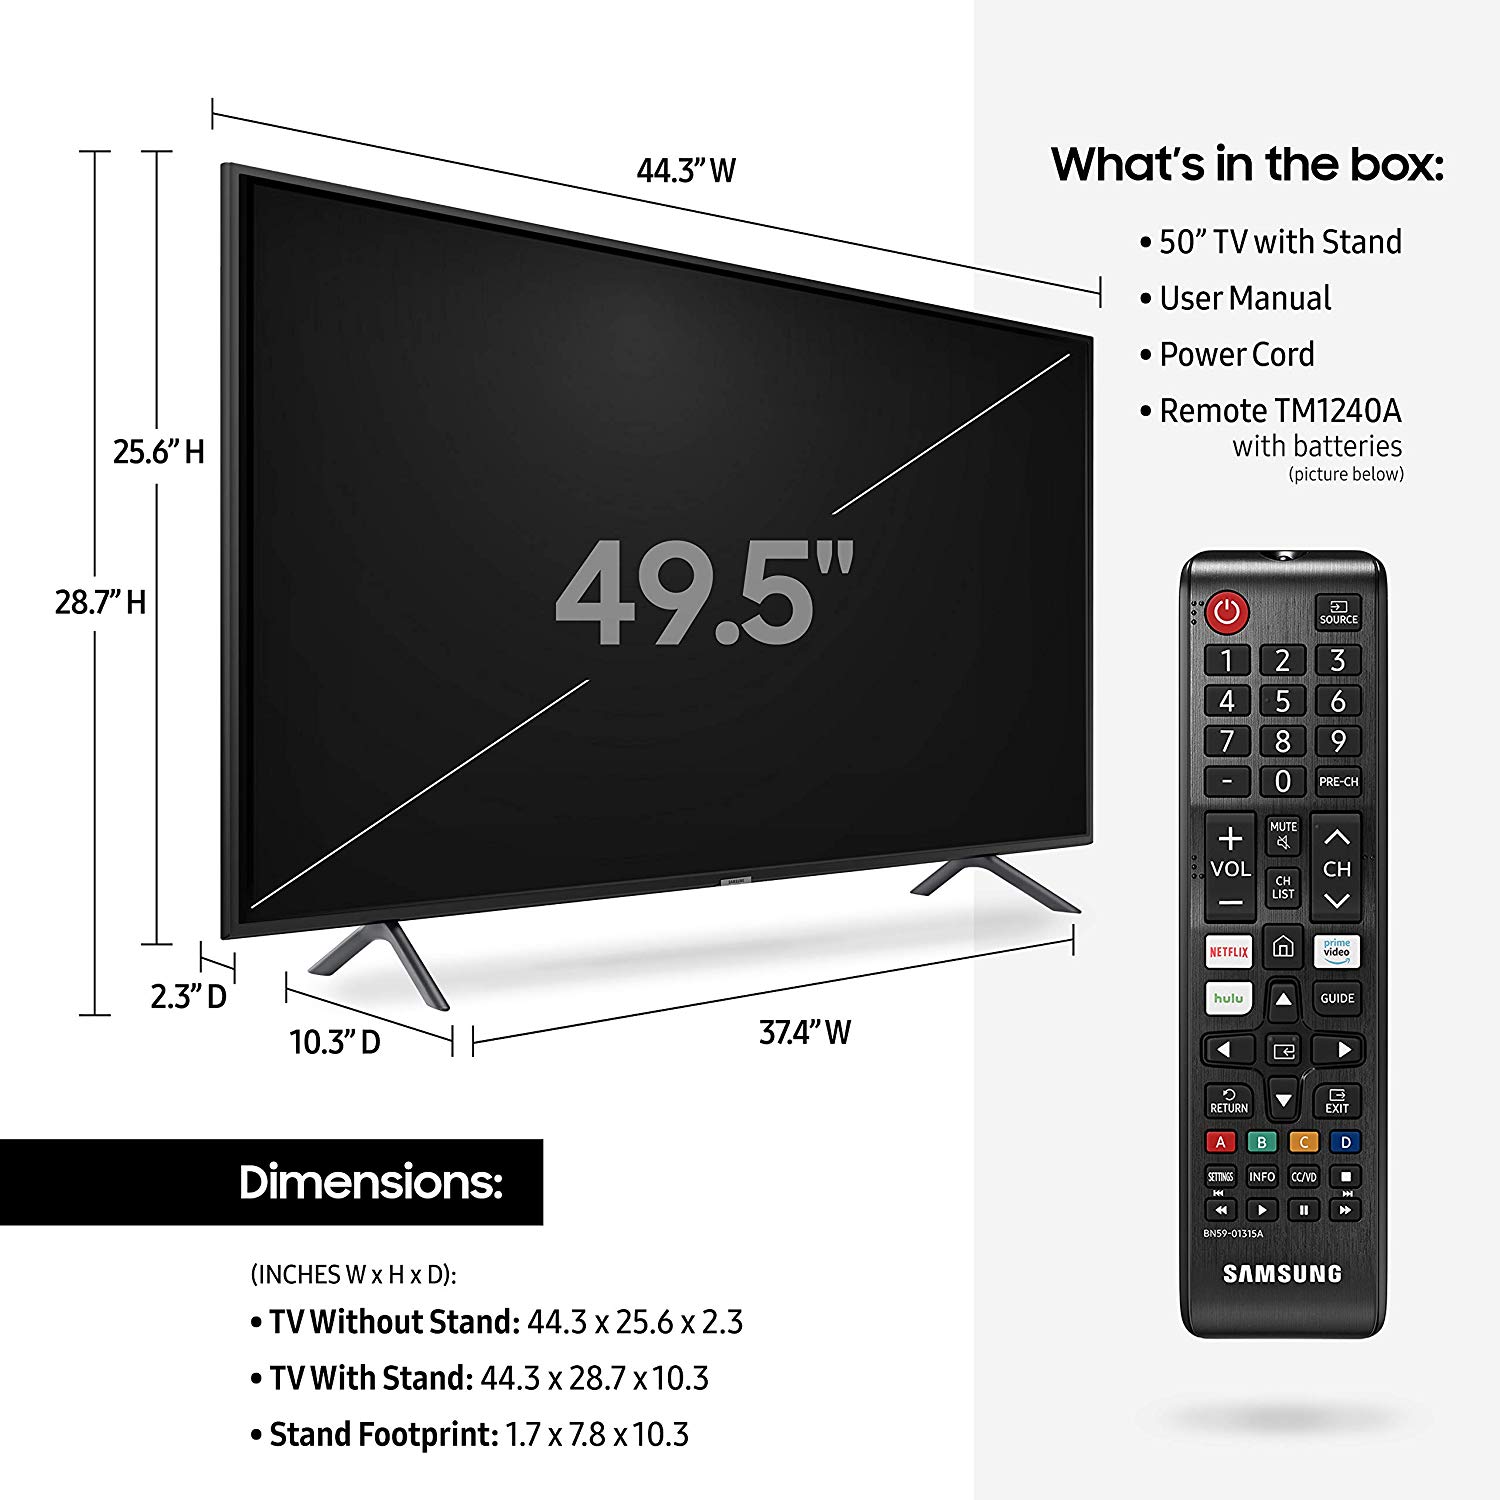 44.3” W
25.6” H
28.7” H
49.5"
2.3” D
10.3” D
37.4” W
Dimensions:
(INCHES W x H x D):
• TV Without Stand: 44.3 x 25.6 x 2.3
• TV With Stand: 44.3 x 28.7 x 10.3
• Stand Footprint: 1.7 x 7.8 x 10.3
What’s in the box:
• 50” TV with Stand
• User Manual
• Power Cord
• Remote TM1240A
with batteries
(picture below)
SOURCE
1 2 3
4 5 6
7 8 9
- 0 PRE-CH
+ MUTE
VOL CH
CH
LIST
−
NETFLIX prime
video
hulu GUIDE
RETURN EXIT
A B C D
SETTINGS INFO CC/VD
BN59-01315A
SAMSUNG